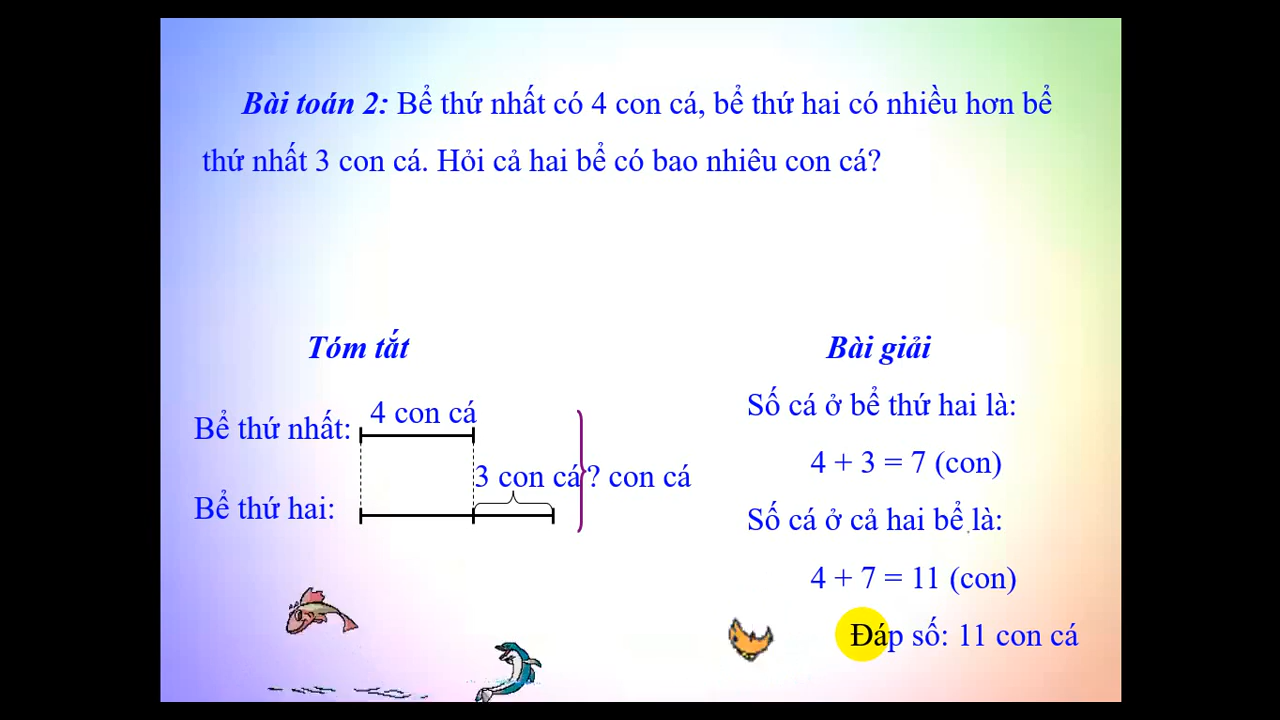 Bài toán 2: Bể thứ nhất có 4 con cá, bể thứ hai có nhiều hơn bể
thứ nhất 3 con cá. Hỏi cả hai bể có bao nhiêu con cá?
Tóm tắt
4 con cá
Bể thứ nhất:
3 con cá
? con cá
Bể thứ hai:
Bài giải
Số cá ở bể thứ hai là:
4 + 3 = 7 (con)
Số cá ở cả hai bể là:
4 + 7 = 11 (con)
Đáp số: 11 con cá